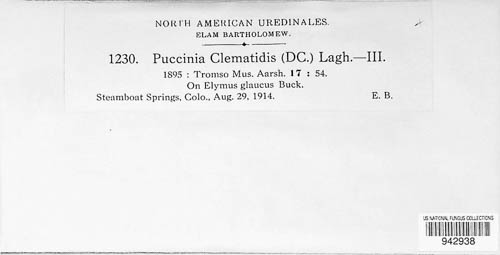 NORTH AMERICAN UREDINALES.
ELAM BARTHOLOMEW.
1230. Puccinia Clematidis (DC.) Lagh.—III.
1895 : Tromso Mus. Aarsh. 17 : 54.
On Elymus glaucus Buck.
Steamboat Springs, Colo., Aug. 29, 1914. E. B.
US NATIONAL FUNGUS COLLECTIONS
942938